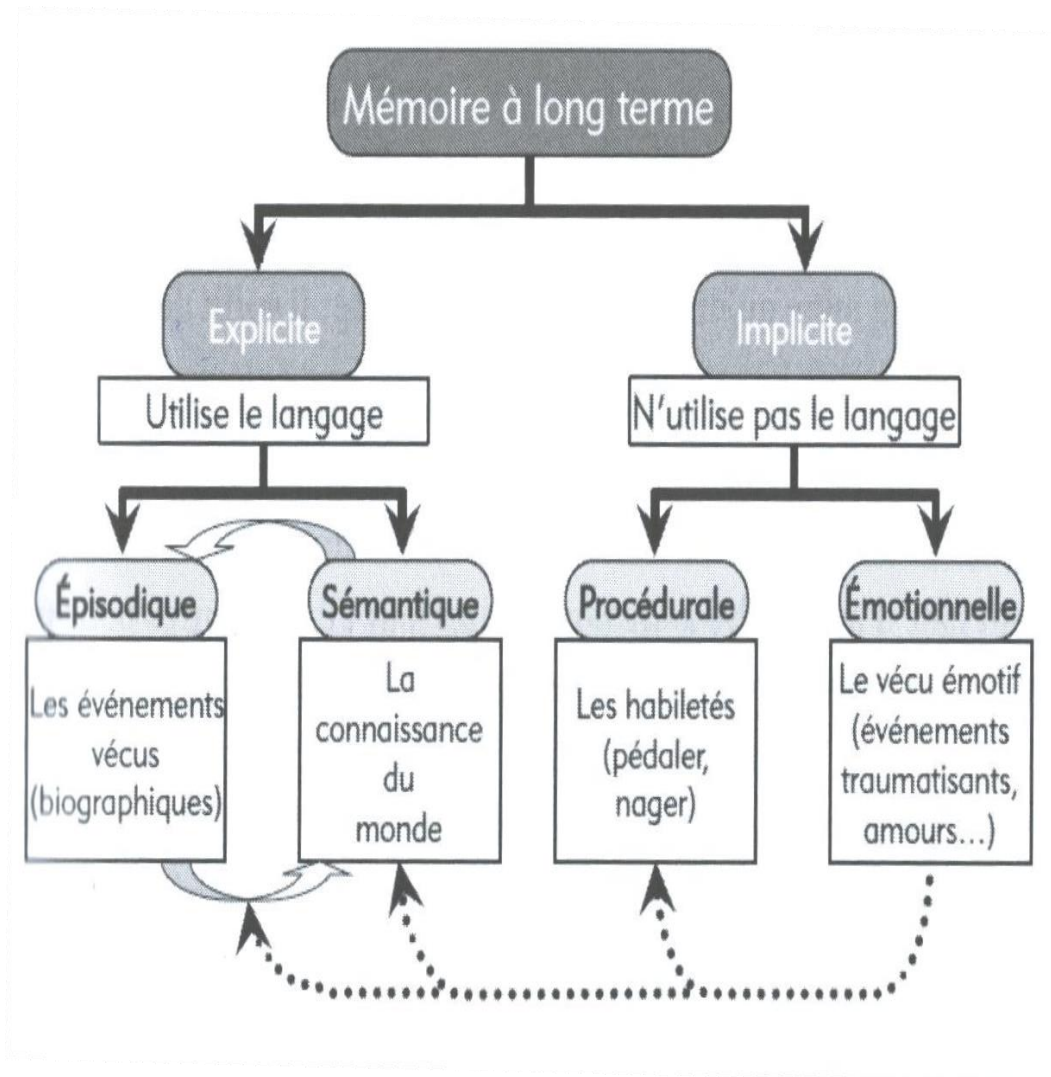 Mémoire à long terme
Explicite
Implicite
Utilise le langage
N'utilise pas le langage
Épisodique
Sémantique
Procédurale
Émotionnelle
Les événements
vécus
(biographiques)
La
connaissance
du
monde
Les habiletés
(pédaler,
nager)
Le vécu émotif
(événements
traumatisants,
amours...)